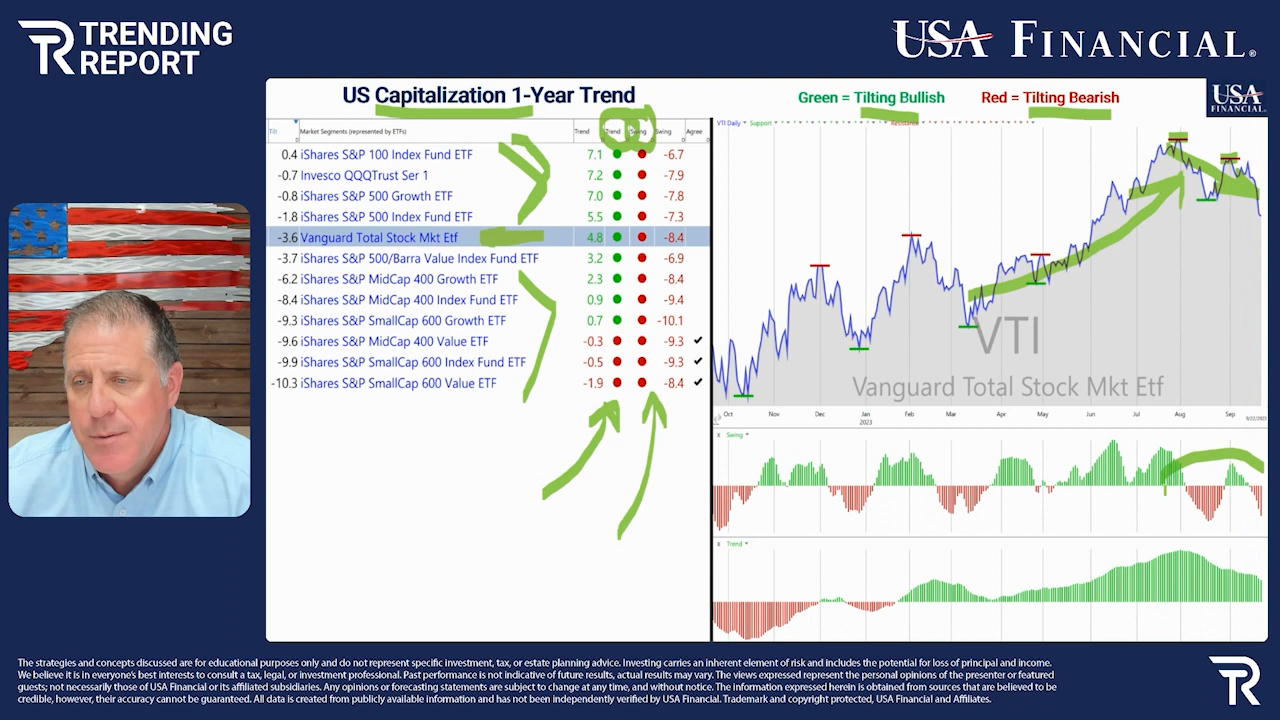 TR TRENDING
REPORT
USA FINANCIAL®
US Capitalization 1-Year Trend
Green = Tilting Bullish
Red = Tilting Bearish
USA
FINANCIAL
Tilt Market Segments (represented by ETFs) Trend Trend Swing Swing Agree
0.4 iShares S&P 100 Index Fund ETF 7.1 -6.7
-0.7 Invesco QQQTrust Ser 1 7.2 -7.9
-0.8 iShares S&P 500 Growth ETF 7.0 -7.8
-1.8 iShares S&P 500 Index Fund ETF 5.5 -7.3
-3.6 Vanguard Total Stock Mkt Etf 4.8 -8.4
-3.7 iShares S&P 500/Barra Value Index Fund ETF 3.2 -6.9
-6.2 iShares S&P MidCap 400 Growth ETF 2.3 -8.4
-8.4 iShares S&P MidCap 400 Index Fund ETF 0.9 -9.4
-9.3 iShares S&P SmallCap 600 Growth ETF 0.7 -10.1
-9.6 iShares S&P MidCap 400 Value ETF -0.3 -9.3 ✔
-9.9 iShares S&P SmallCap 600 Index Fund ETF -0.5 -9.3 ✔
-10.3 iShares S&P SmallCap 600 Value ETF -1.9 -8.4 ✔
VTI Daily Support Resistance
VTI
Vanguard Total Stock Mkt Etf
Oct Nov Dec Jan Feb Mar Apr May Jun Jul Aug Sep
2023
9/22/2023
x Swing
x Trend
The strategies and concepts discussed are for educational purposes only and do not represent specific investment, tax, or estate planning advice. Investing carries an inherent element of risk and includes the potential for loss of principal and income.
We believe it is in everyone's best interests to consult a tax, legal, or investment professional. Past performance is not indicative of future results, actual results may vary. The views expressed represent the personal opinions of the presenter or featured
guests; not necessarily those of USA Financial or its affiliated subsidiaries. Any opinions or forecasting statements are subject to change at any time, and without notice. The information expressed herein is obtained from sources that are believed to be
credible, however, their accuracy cannot be guaranteed. All data is created from publicly available information and has not been independently verified by USA Financial. Trademark and copyright protected, USA Financial and Affiliates.
TR